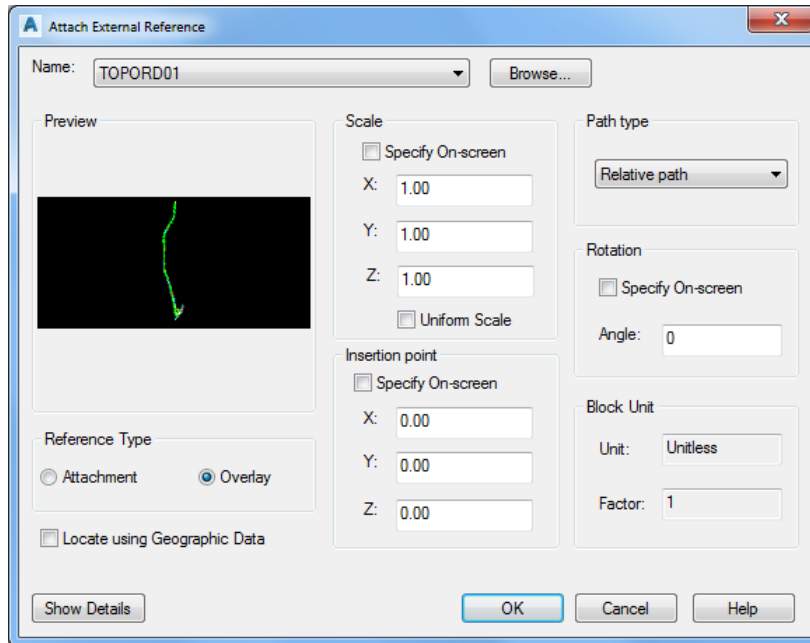 Attach External Reference
Name: TOPORD01 Browse...
Preview
Scale
Specify On-screen
X: 1.00
Y: 1.00
Z: 1.00
Uniform Scale
Path type
Relative path
Rotation
Specify On-screen
Angle: 0
Insertion point
Specify On-screen
X: 0.00
Y: 0.00
Z: 0.00
Block Unit
Unit: Unitless
Factor: 1
Reference Type
Attachment Overlay
Locate using Geographic Data
Show Details OK Cancel Help